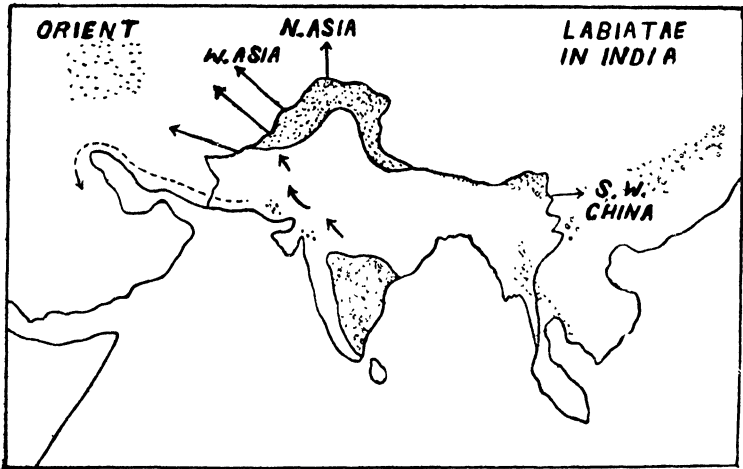 ORIENT
N. ASIA
W. ASIA
LABIATAE
IN INDIA
S. W.
CHINA